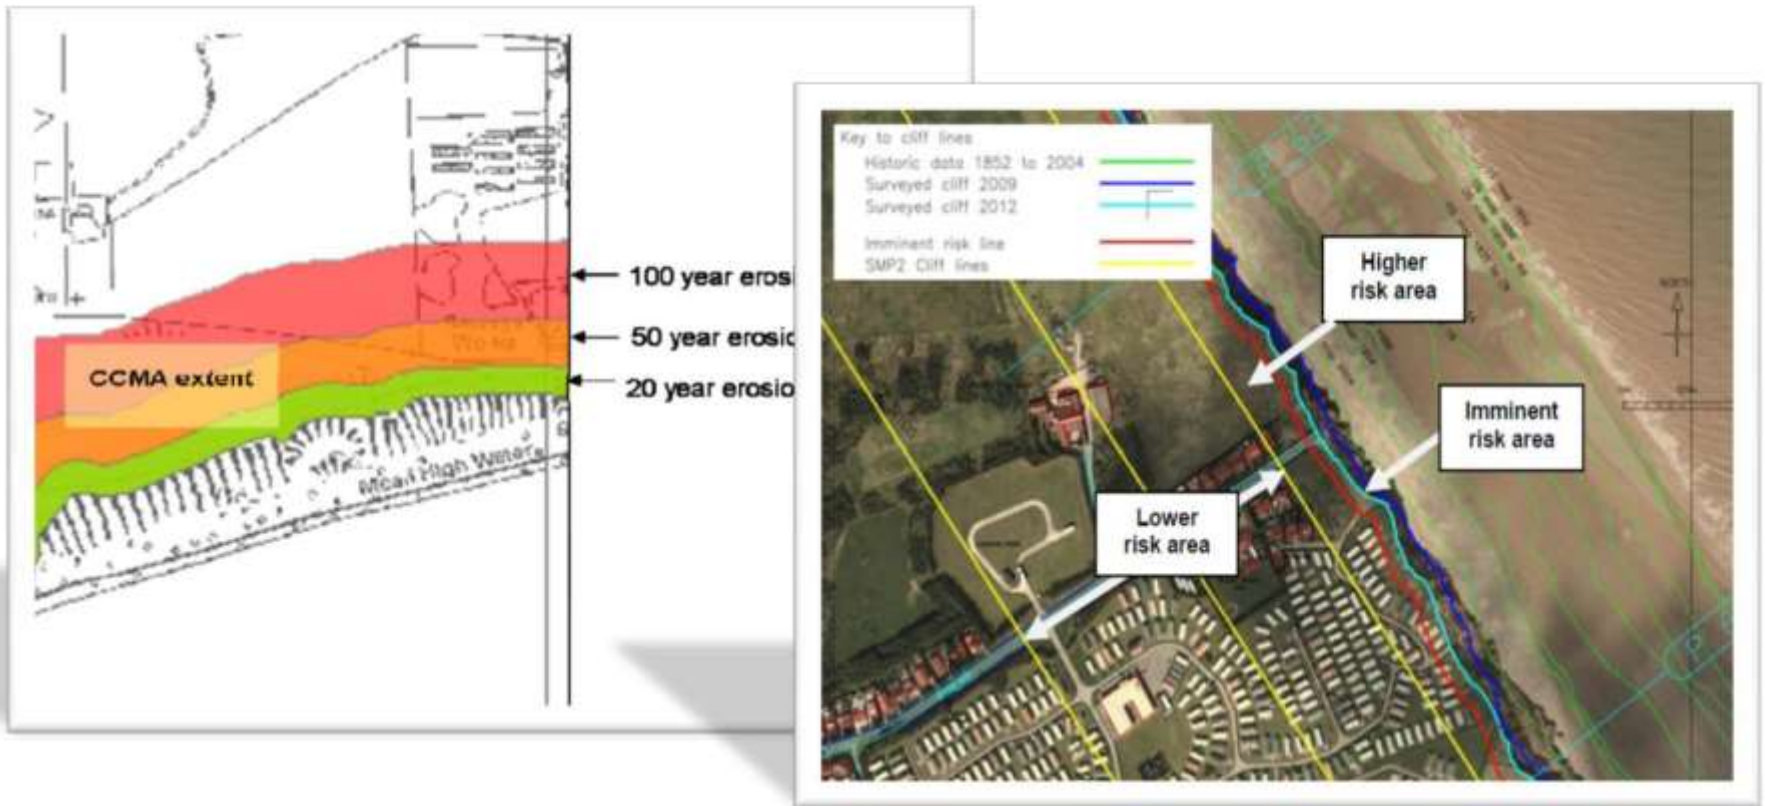 100 year eros
50 year erosio
20 year erosio
CCMA extent
Mean High Water
Key to cliff lines
Historic data 1852 to 2004
Surveyed cliff 2009
Surveyed cliff 2012
Imminent risk line
SMP2 Cliff lines
Higher
risk area
Imminent
risk area
Lower
risk area